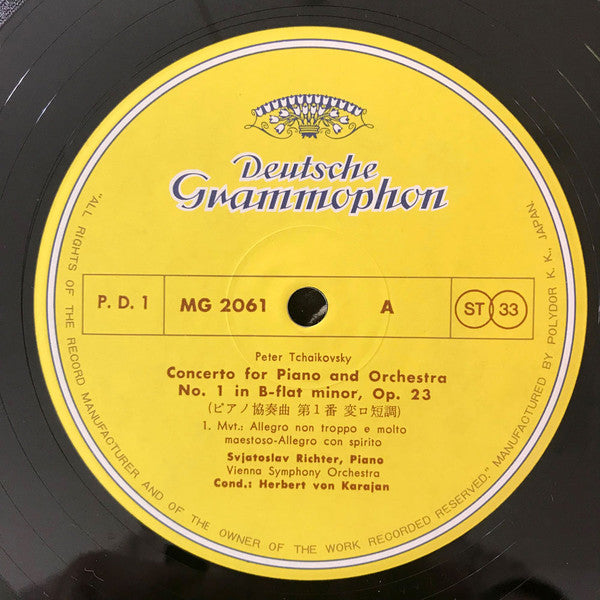 Deutsche
Grammophon
P. D. 1 MG 2061 A ST 33
Peter Tchaikovsky
Concerto for Piano and Orchestra
No. 1 in B-flat minor, Op. 23
(ピアノ協奏曲 第1番 変ロ短調)
1. Mvt.: Allegro non troppo e molto
maestoso-Allegro con spirito
Svjatoslav Richter, Piano
Vienna Symphony Orchestra
Cond.: Herbert von Karajan
"ALL RIGHTS OF THE RECORD MANUFACTURER AND OF THE OWNER OF THE WORK RECORDED RESERVED." MANUFACTURED BY POLYDOR K. K., JAPAN.